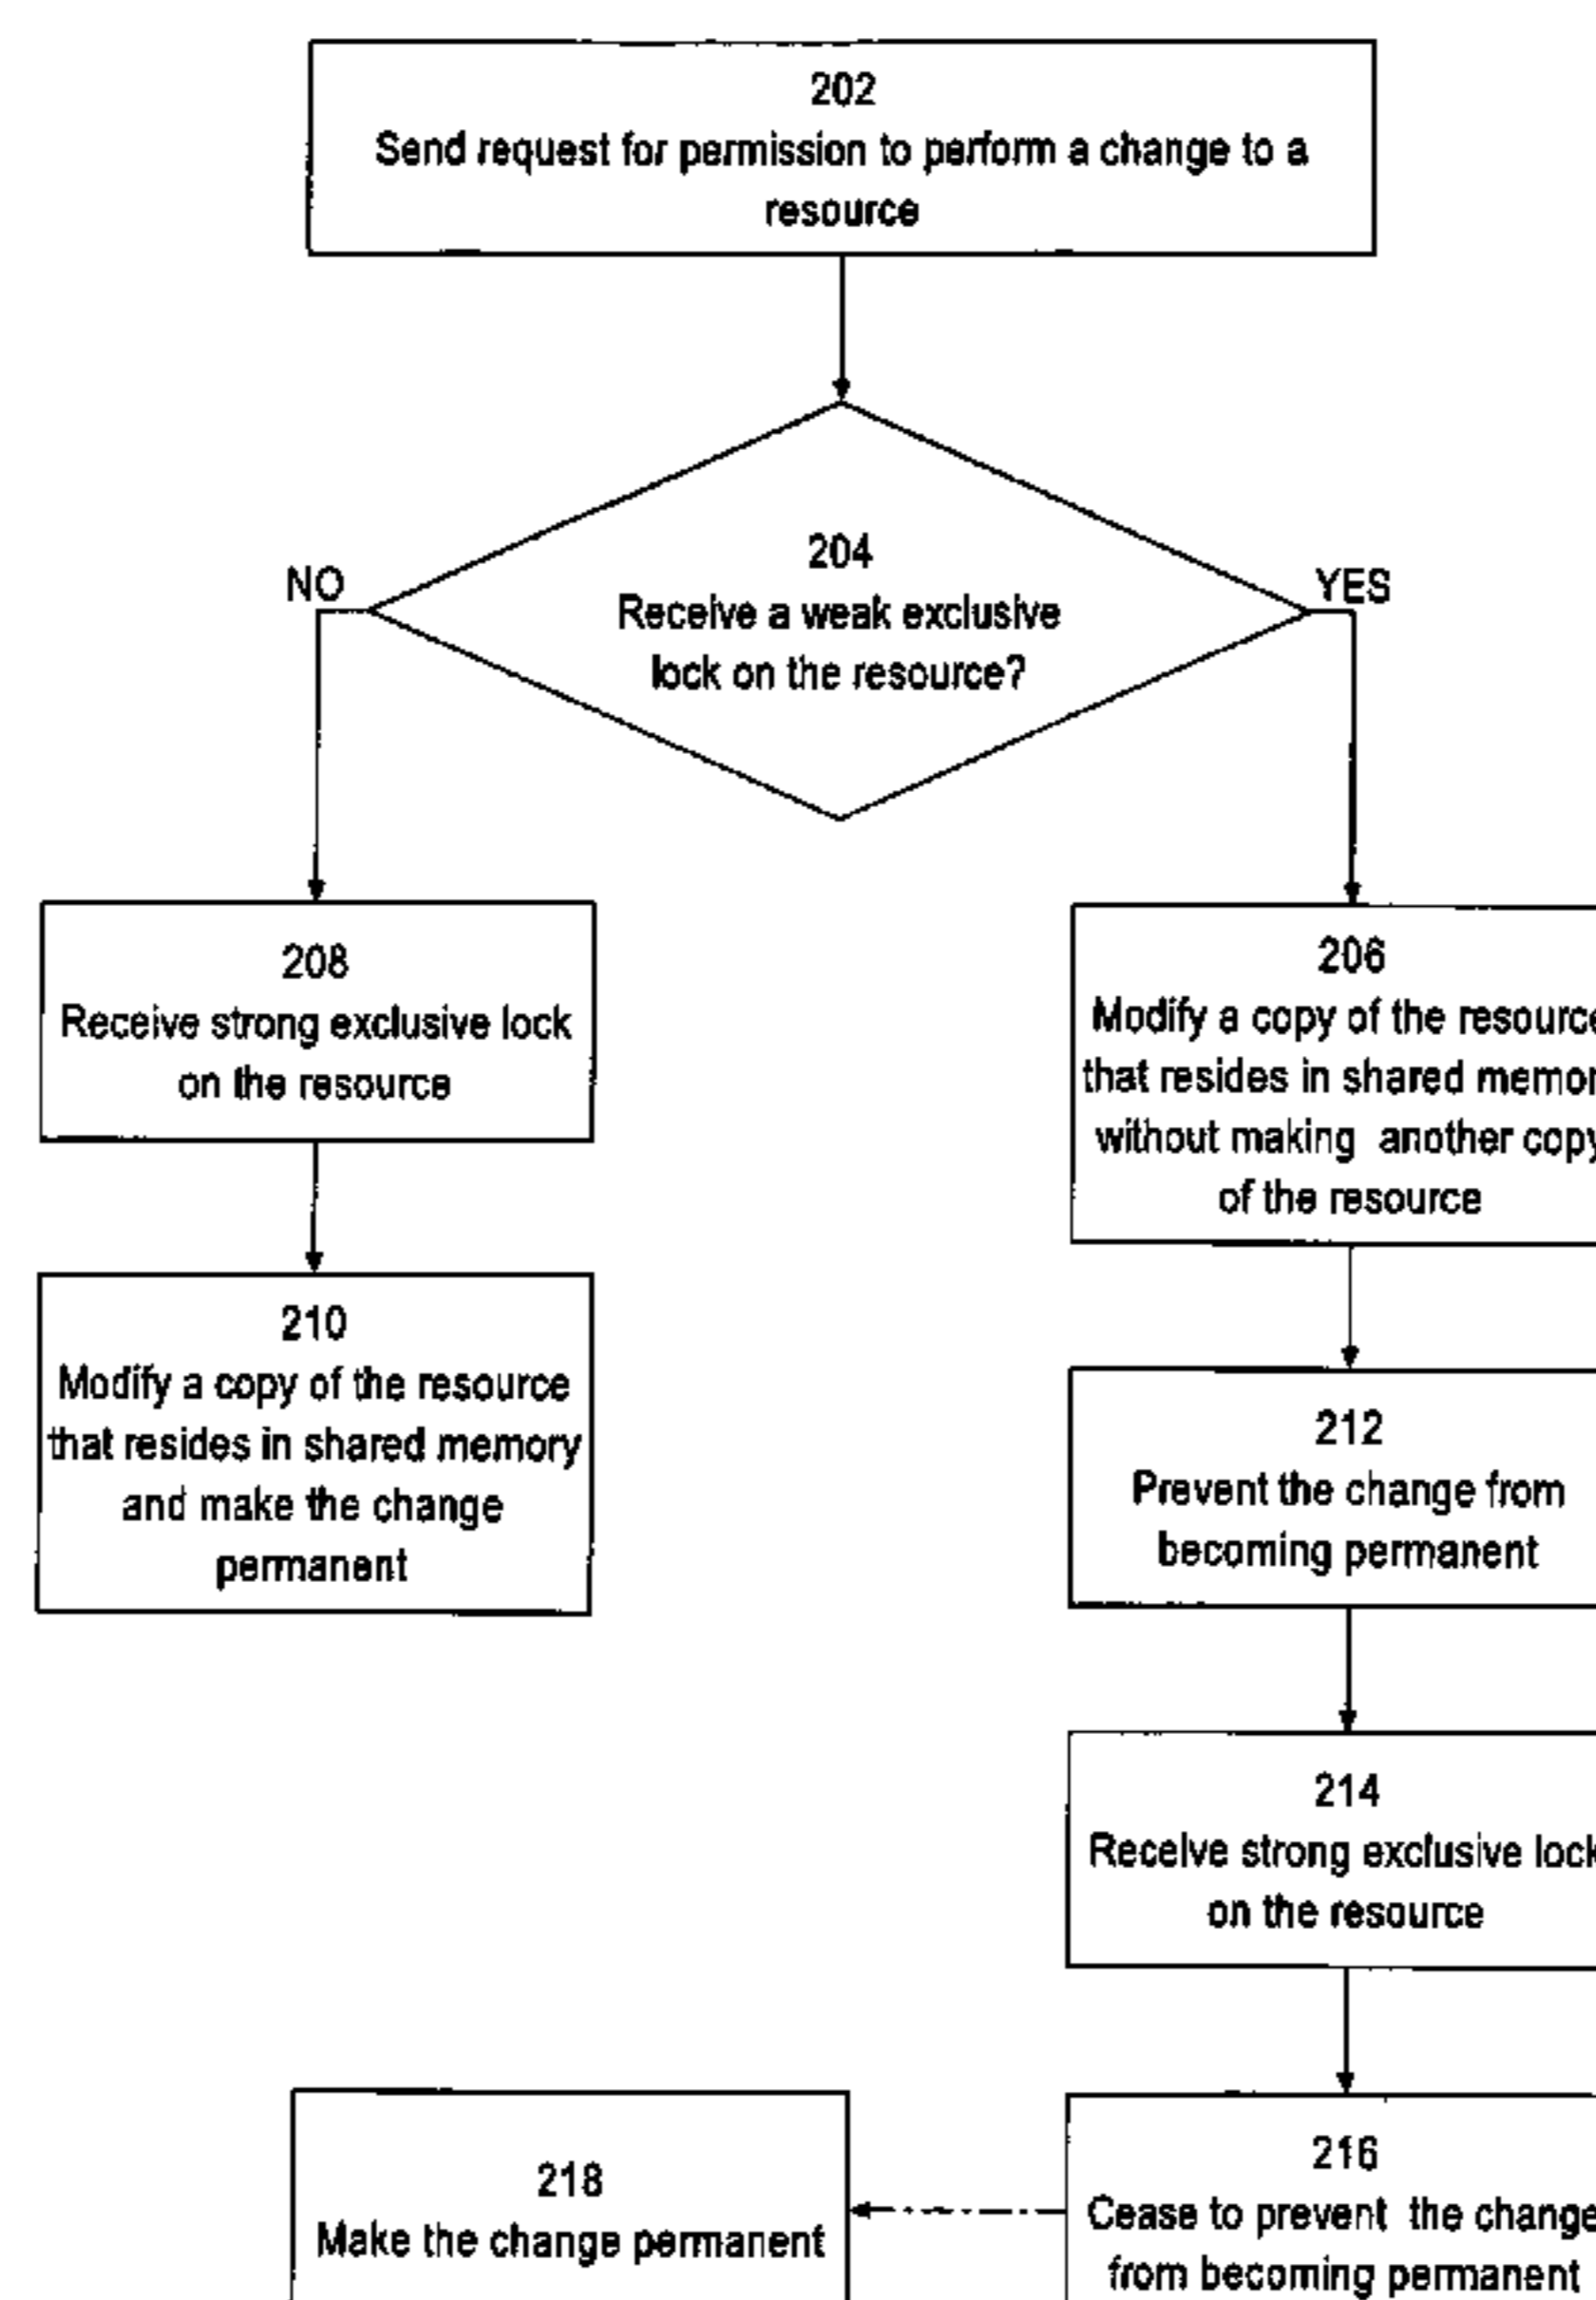 202
Send request for permission to perform a change to a
resource
204
Receive a weak exclusive
lock on the resource?
NO
YES
208
Receive strong exclusive lock
on the resource
206
Modify a copy of the resource
that resides in shared memory
without making another copy
of the resource
210
Modify a copy of the resource
that resides in shared memory
and make the change
permanent
212
Prevent the change from
becoming permanent
214
Receive strong exclusive lock
on the resource
218
Make the change permanent
216
Cease to prevent the change
from becoming permanent